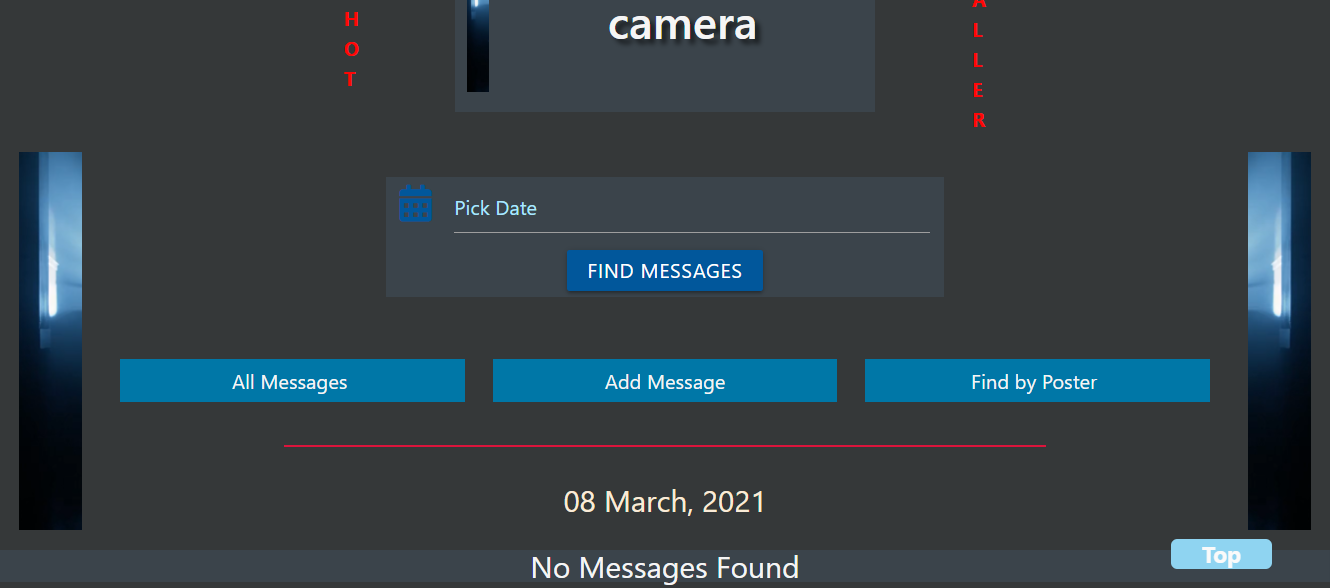 H
O
T
camera
A
L
L
E
R
Pick Date
FIND MESSAGES
All Messages
Add Message
Find by Poster
08 March, 2021
No Messages Found
Top